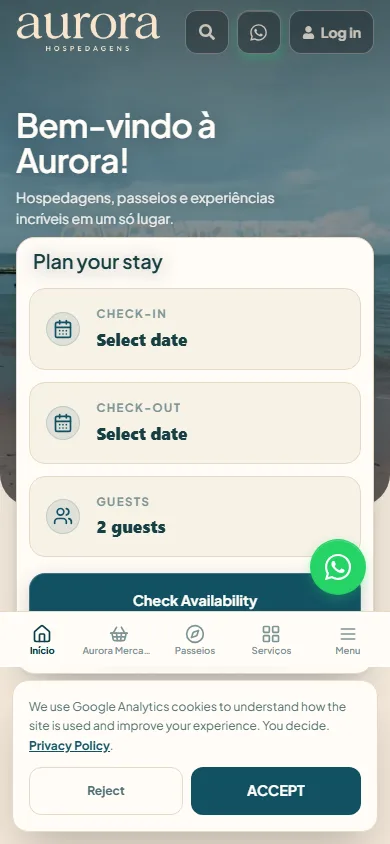 aurora
HOSPEDAGENS
Log in
Bem-vindo à
Aurora!
Hospedagens, passeios e experiências
incríveis em um só lugar.
Plan your stay
CHECK-IN
Select date
CHECK-OUT
Select date
GUESTS
2 guests
Check Availability
Início
Aurora Merca...
Passeios
Serviços
Menu
We use Google Analytics cookies to understand how the
site is used and improve your experience. You decide.
Privacy Policy.
Reject
ACCEPT